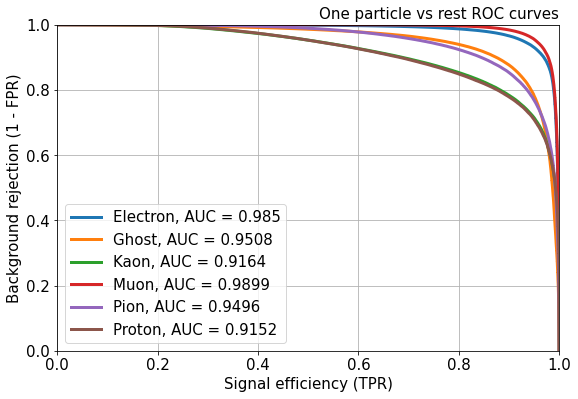 One particle vs rest ROC curves
Background rejection (1 - FPR)
1.0
0.8
0.6
0.4
0.2
0.0
Electron, AUC = 0.985
Ghost, AUC = 0.9508
Kaon, AUC = 0.9164
Muon, AUC = 0.9899
Pion, AUC = 0.9496
Proton, AUC = 0.9152
0.0 0.2 0.4 0.6 0.8 1.0
Signal efficiency (TPR)